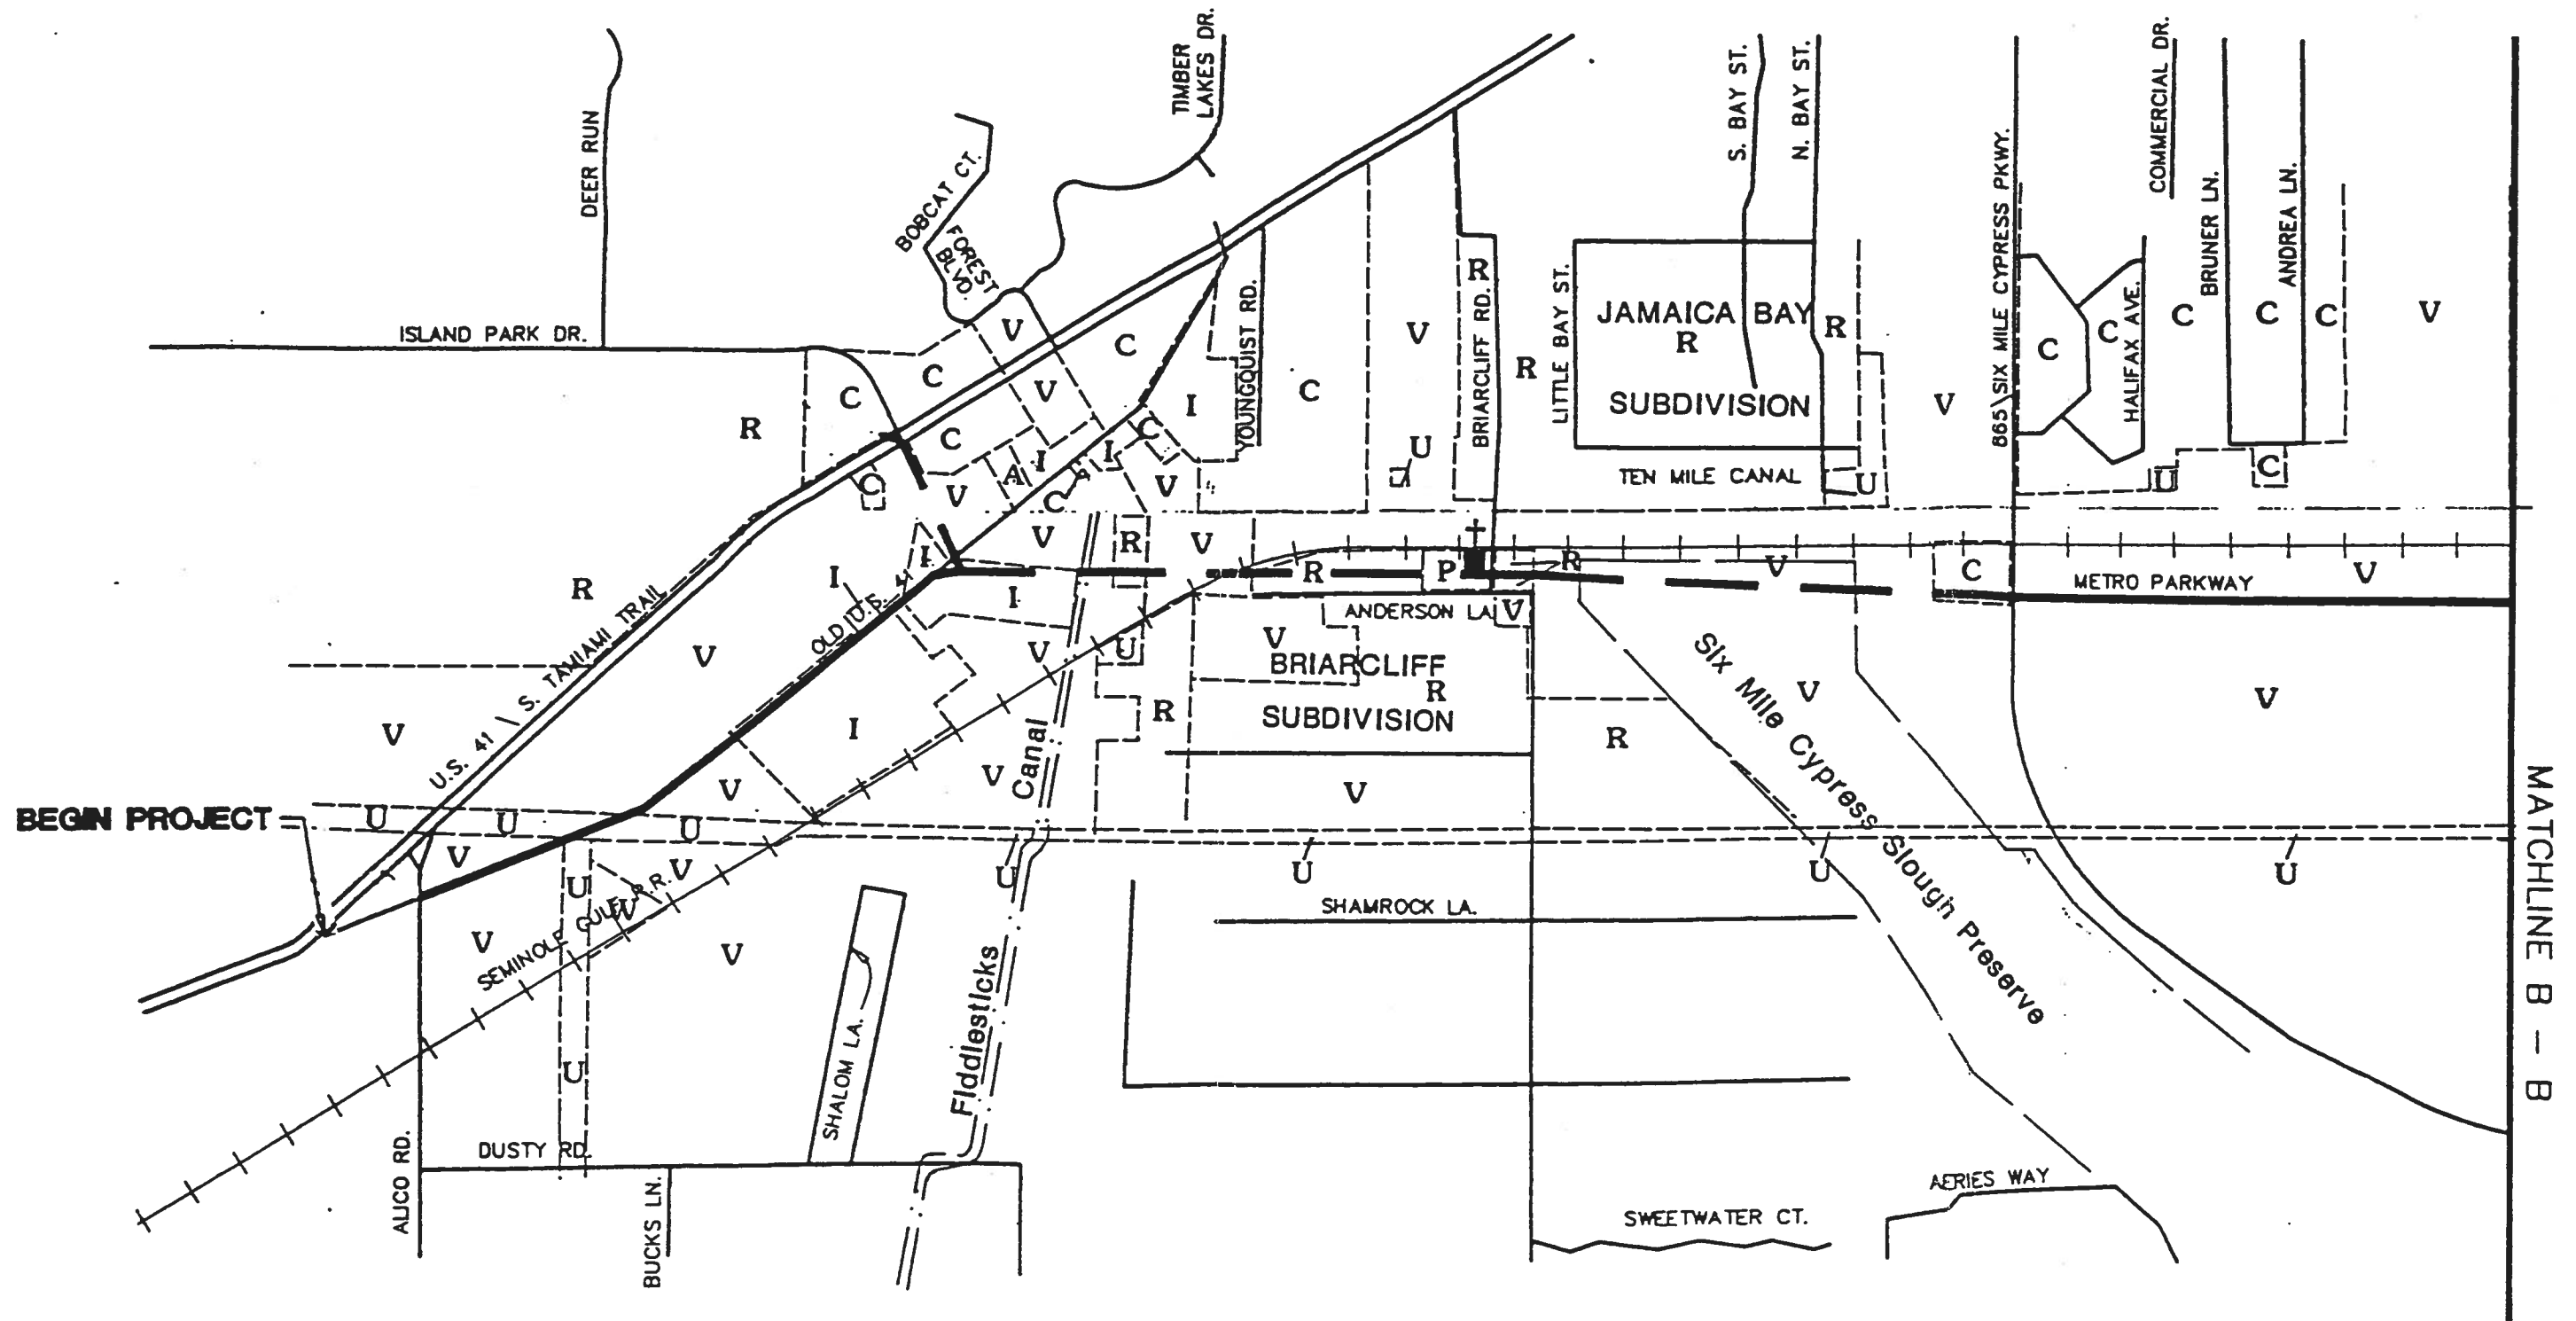 TIMBER
LAKES DR.
S. BAY ST.
N. BAY ST.
COMMERCIAL DR.
DEER RUN
BOBCAT CT.
FOREST
BLVD.
865\SIX MILE CYPRESS PKWY.
BRUNER LN.
ANDREA LN.
HALIFAX AVE.
ISLAND PARK DR.
YOUNGQUIST RD.
BRIARCLIFF RD.
LITTLE BAY ST.
JAMAICA BAY
R
SUBDIVISION
TEN MILE CANAL
V
C
C
V
C
C
R
C
C
V
A
I
I
C
C
V
I
C
V
U
R
R
R
U
V
C
C
C
C
C
V
U
C
I
V
R
V
R
P
R
V
C
METRO PARKWAY
V
R
I
OLD U.S. 41
I
ANDERSON LA.
V
U.S. 41 \ S. TAMIAMI TRAIL
V
V
U
V
BRIARCLIFF
R
SUBDIVISION
R
V
I
R
Six Mile Cypress Slough Preserve
V
V
V
V
Canal
V
MATCHLINE B - B
BEGIN PROJECT
U
U
U
V
V
U
U
U
U
U
V
V
V
SEMINOLE GULF R.R.
SHAMROCK LA.
Fiddlesticks
U
SHALOM LA.
ALICO RD.
DUSTY RD.
BUCKS LN.
AERIES WAY
SWEETWATER CT.